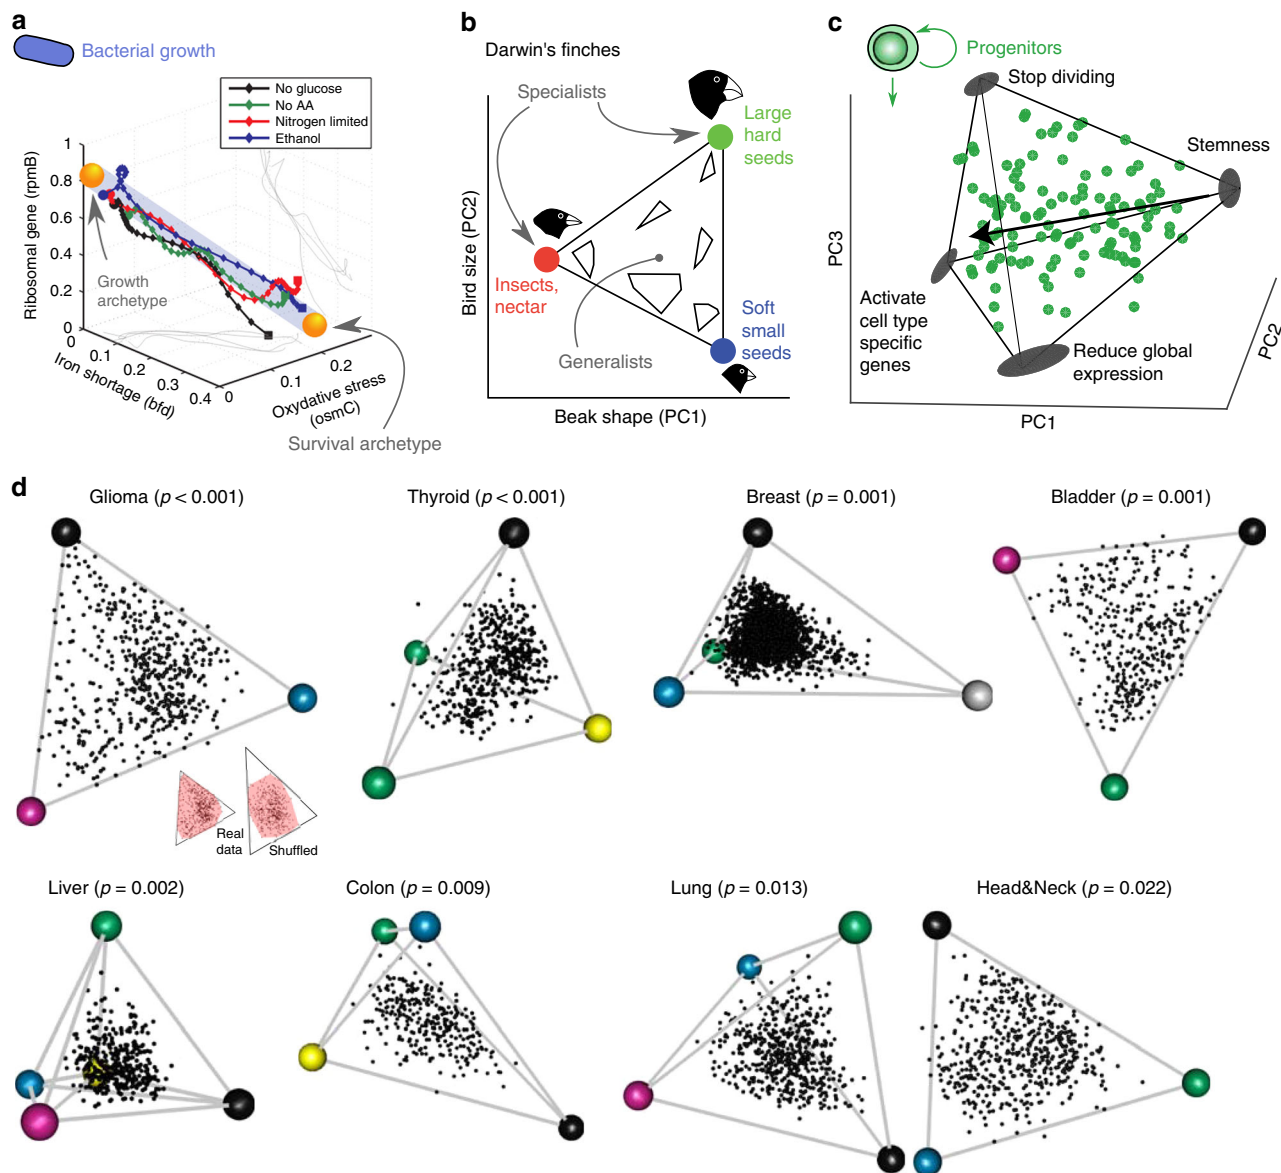 a
Bacterial growth
No glucose
No AA
Nitrogen limited
Ethanol
Ribosomal gene (rpmB)
1
0.8
0.6
0.4
0.2
0
Growth
archetype
0
0.1
0.2
0.3
0.4
Iron shortage (bfd)
0
0.1
0.2
Oxydative stress
(osmC)
Survival archetype
b
Darwin's finches
Specialists
Large
hard
seeds
Bird size (PC2)
Insects,
nectar
Soft
small
seeds
Generalists
Beak shape (PC1)
c
Progenitors
Stop dividing
Stemness
PC3
Activate
cell type
specific
genes
Reduce global
expression
PC2
PC1
d
Glioma (p < 0.001)
Thyroid (p < 0.001)
Breast (p = 0.001)
Bladder (p = 0.001)
Real
data
Shuffled
Liver (p = 0.002)
Colon (p = 0.009)
Lung (p = 0.013)
Head&Neck (p = 0.022)